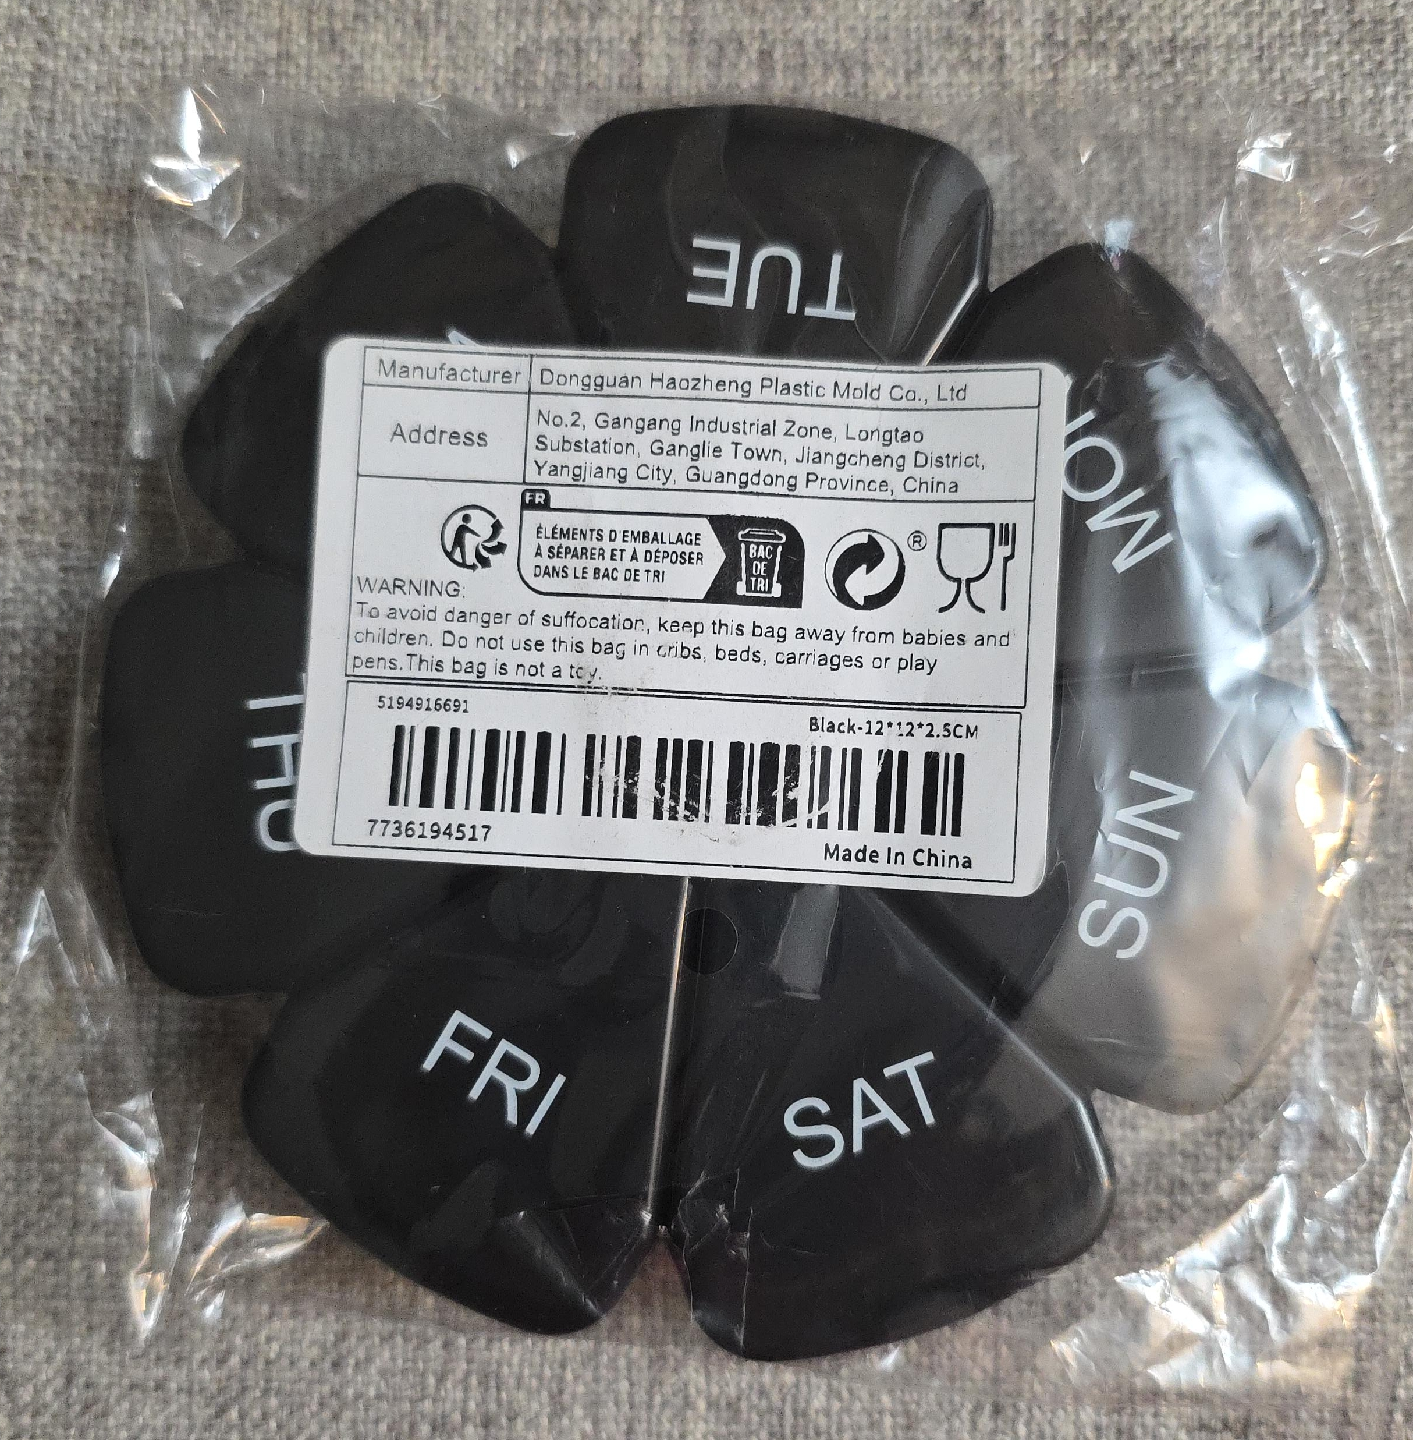 TUE
MON
Manufacturer Dongguan Haozheng Plastic Mold Co., Ltd
Address
No.2, Gangang Industrial Zone, Longtao
Substation, Ganglie Town, Jiangcheng District,
Yangjiang City, Guangdong Province, China
FR
ÉLÉMENTS D'EMBALLAGE
À SÉPARER ET À DÉPOSER
DANS LE BAC DE TRI
BAC
DE
TRI
®
WARNING:
To avoid danger of suffocation, keep this bag away from babies and
children. Do not use this bag in cribs, beds, carriages or play
pens.This bag is not a toy.
5194916691
Black-12*12*2.5CM
7736194517
Made In China
THU
SUN
FRI
SAT